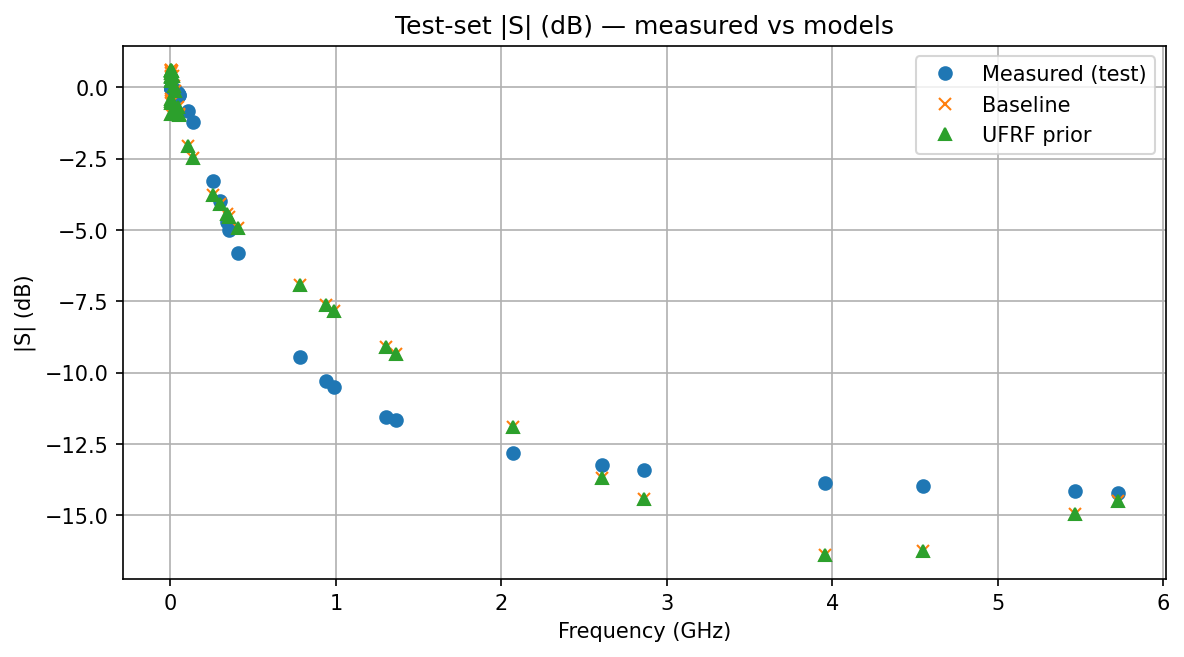 Test-set |S| (dB) — measured vs models
Measured (test)
Baseline
UFRF prior
0.0
−2.5
−5.0
−7.5
−10.0
−12.5
−15.0
|S| (dB)
0 1 2 3 4 5 6
Frequency (GHz)